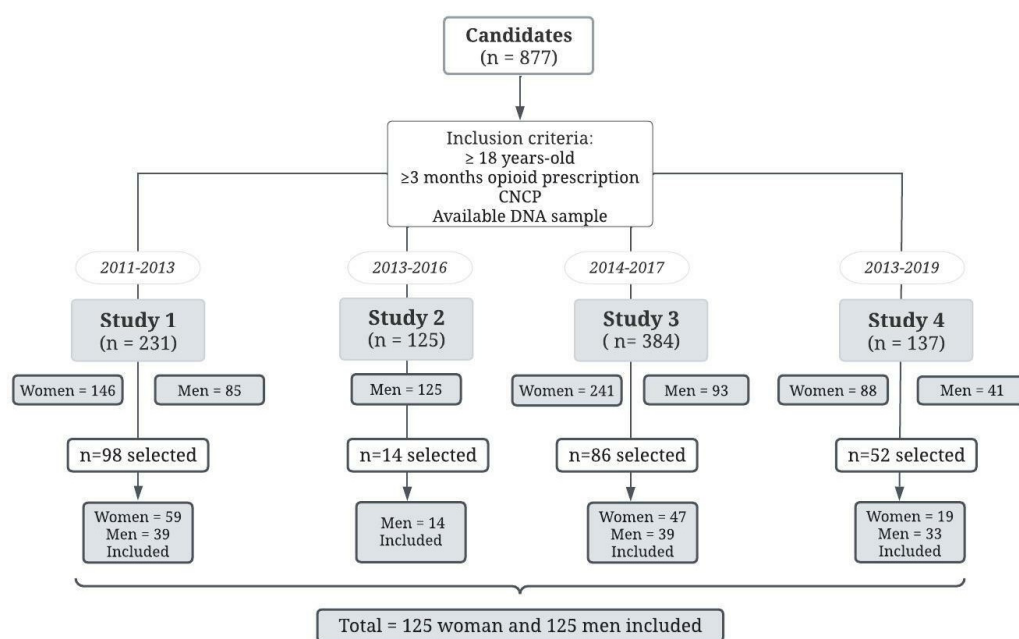 Candidates
(n = 877)
Inclusion criteria:
≥ 18 years-old
≥3 months opioid prescription
CNCP
Available DNA sample
2011-2013
2013-2016
2014-2017
2013-2019
Study 1
(n = 231)
Study 2
(n = 125)
Study 3
( n= 384)
Study 4
(n = 137)
Women = 146
Men = 85
Men = 125
Women = 241
Men = 93
Women = 88
Men = 41
n=98 selected
n=14 selected
n=86 selected
n=52 selected
Women = 59
Men = 39
Included
Men = 14
Included
Women = 47
Men = 39
Included
Women = 19
Men = 33
Included
Total = 125 woman and 125 men included